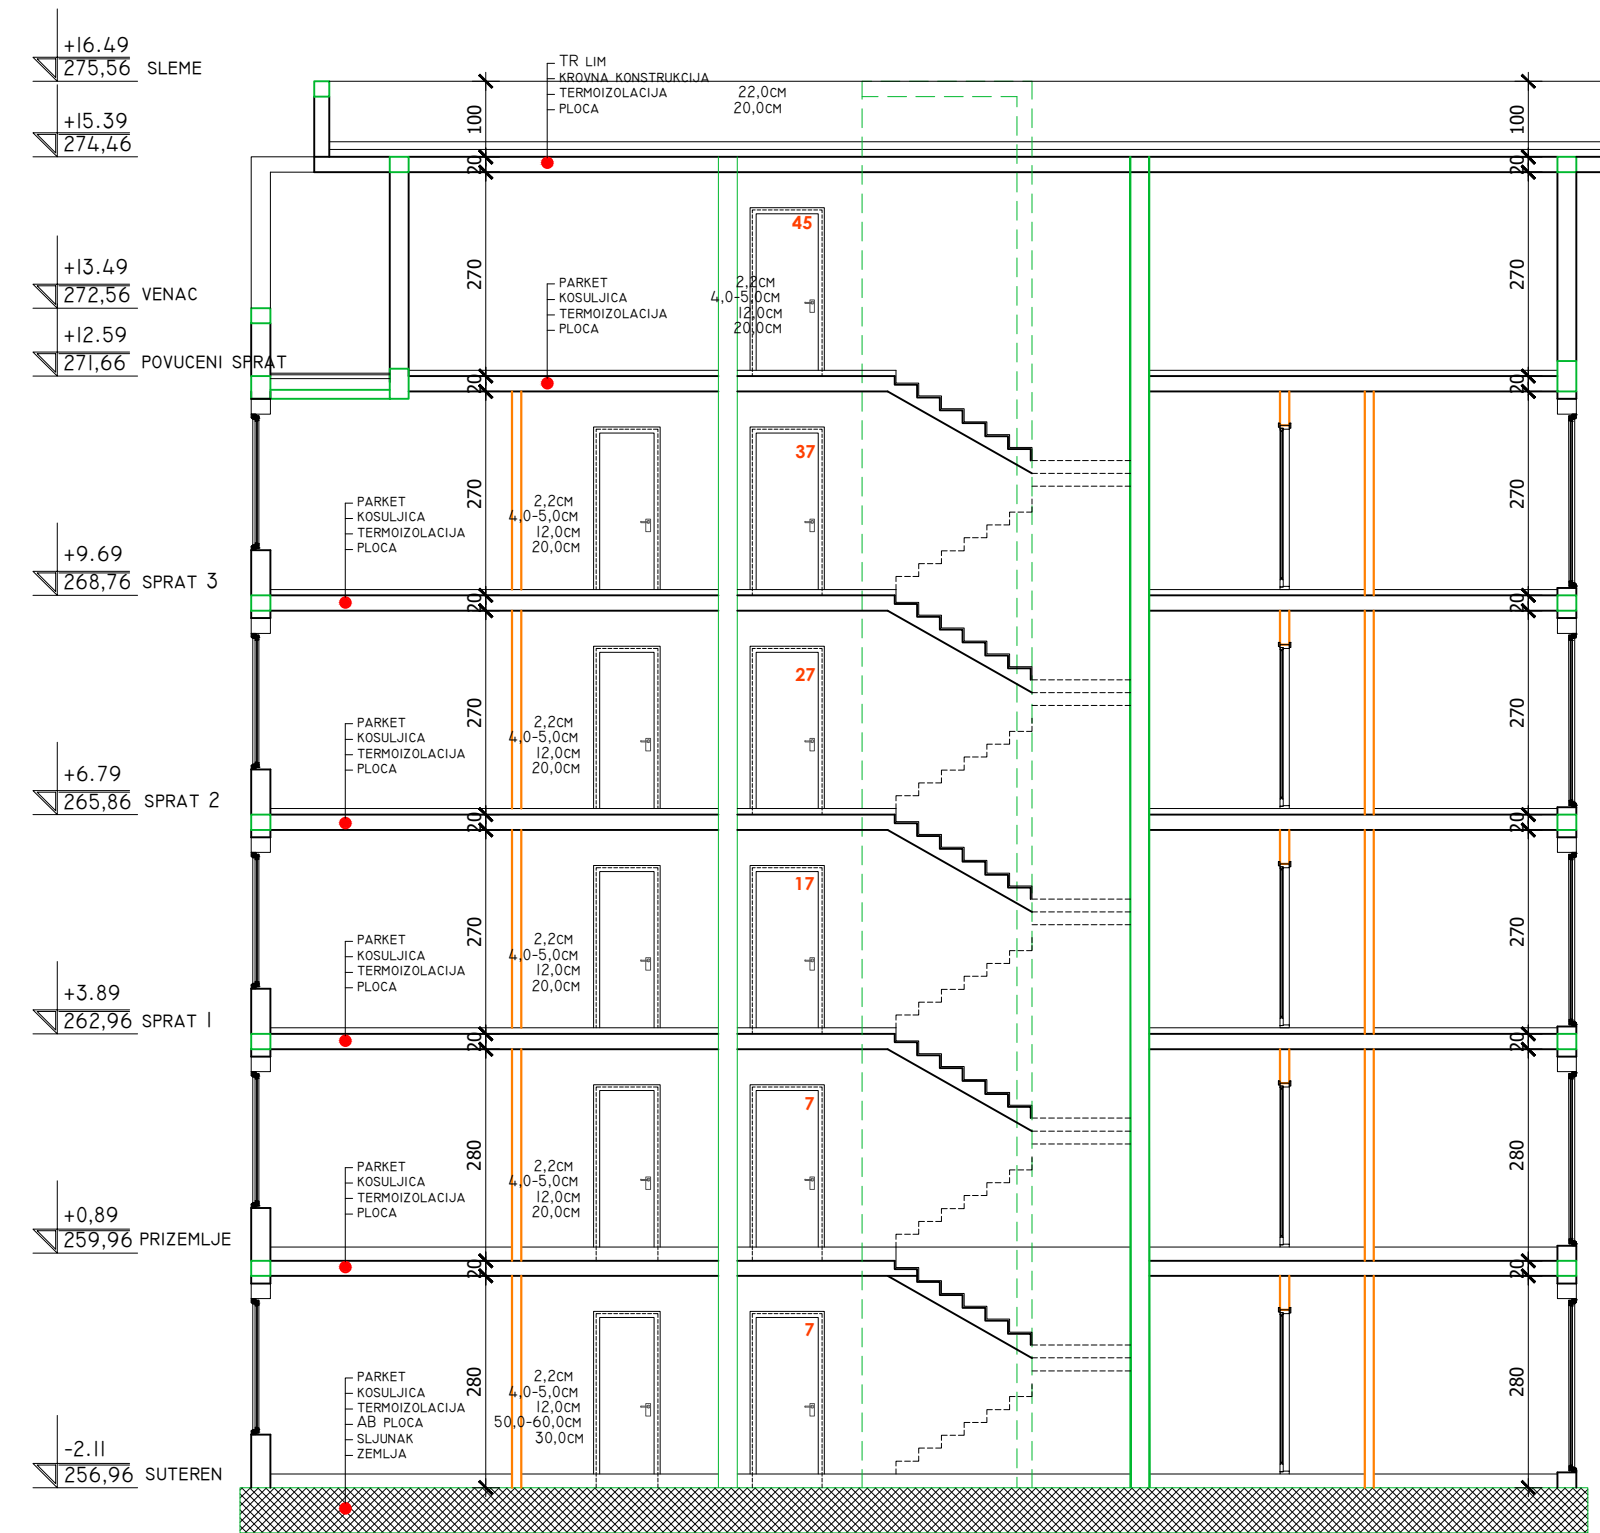 +16.49
275,56 SLEME
+15.39
274,46
+13.49
272,56 VENAC
+12.59
271,66 POVUCENI SPRAT
+9.69
268,76 SPRAT 3
+6.79
265,86 SPRAT 2
+3.89
262,96 SPRAT 1
+0,89
259,96 PRIZEMLJE
-2.11
256,96 SUTEREN
TR LIM
KROVNA KONSTRUKCIJA
TERMOIZOLACIJA 22,0CM
PLOCA 20,0CM
PARKET 2,2CM
KOSULJICA 4,0-5,0CM
TERMOIZOLACIJA 12,0CM
PLOCA 20,0CM
PARKET 2,2CM
KOSULJICA 4,0-5,0CM
TERMOIZOLACIJA 12,0CM
PLOCA 20,0CM
PARKET 2,2CM
KOSULJICA 4,0-5,0CM
TERMOIZOLACIJA 12,0CM
PLOCA 20,0CM
PARKET 2,2CM
KOSULJICA 4,0-5,0CM
TERMOIZOLACIJA 12,0CM
PLOCA 20,0CM
PARKET 2,2CM
KOSULJICA 4,0-5,0CM
TERMOIZOLACIJA 12,0CM
PLOCA 20,0CM
PARKET 2,2CM
KOSULJICA 4,0-5,0CM
TERMOIZOLACIJA 12,0CM
AB PLOCA 50,0-60,0CM
SLJUNAK 30,0CM
ZEMLJA
100
20
270
20
270
20
270
20
270
20
280
20
280
45
37
27
17
7
7
100
20
270
20
270
20
270
20
270
20
280
20
280